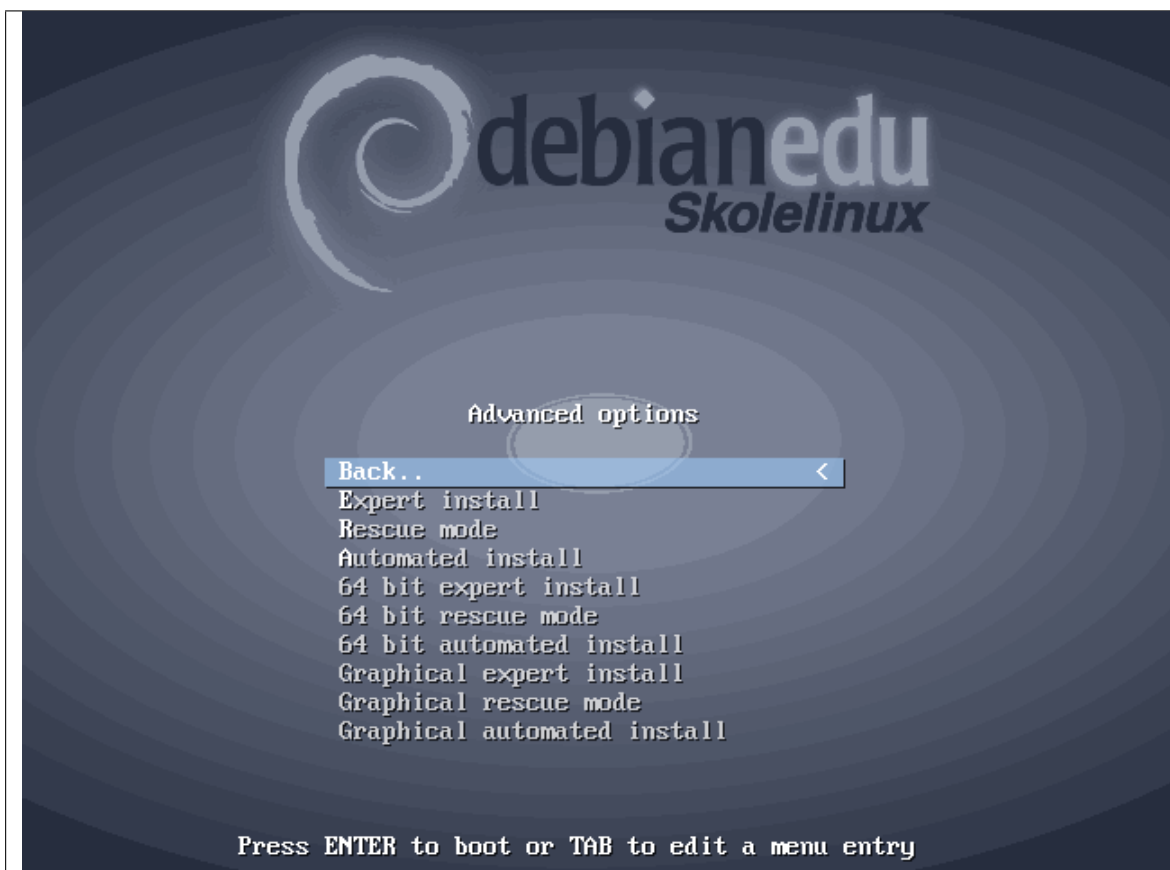 debianedu
Skolelinux
Advanced options
Back.. <
Expert install
Rescue mode
Automated install
64 bit expert install
64 bit rescue mode
64 bit automated install
Graphical expert install
Graphical rescue mode
Graphical automated install
Press ENTER to boot or TAB to edit a menu entry